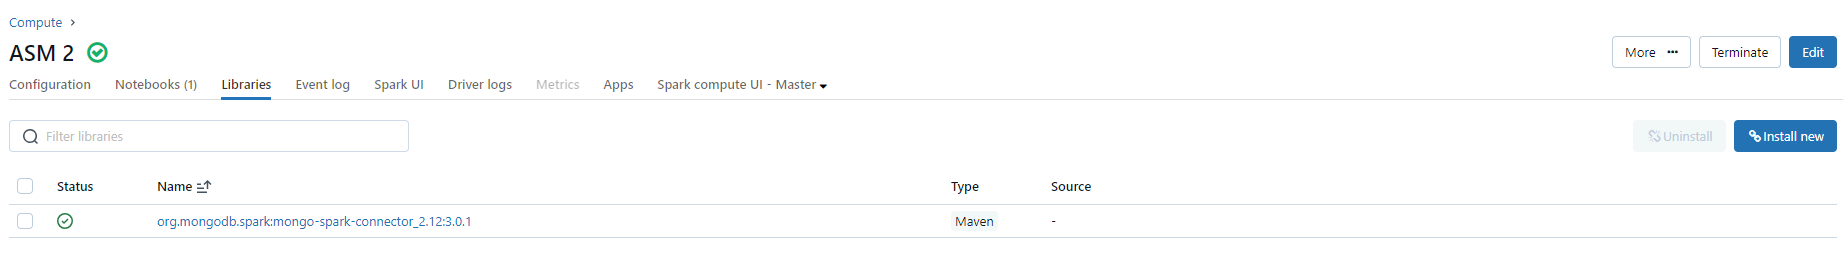 Compute >
ASM 2
More ··· Terminate Edit
Configuration Notebooks (1) Libraries Event log Spark UI Driver logs Metrics Apps Spark compute UI - Master
Filter libraries
Uninstall Install new
Status Name Type Source
org.mongodb.spark:mongo-spark-connector_2.12:3.0.1 Maven -